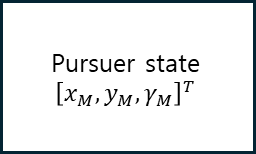 Pursuer state
[x_M, y_M, γ_M]^T